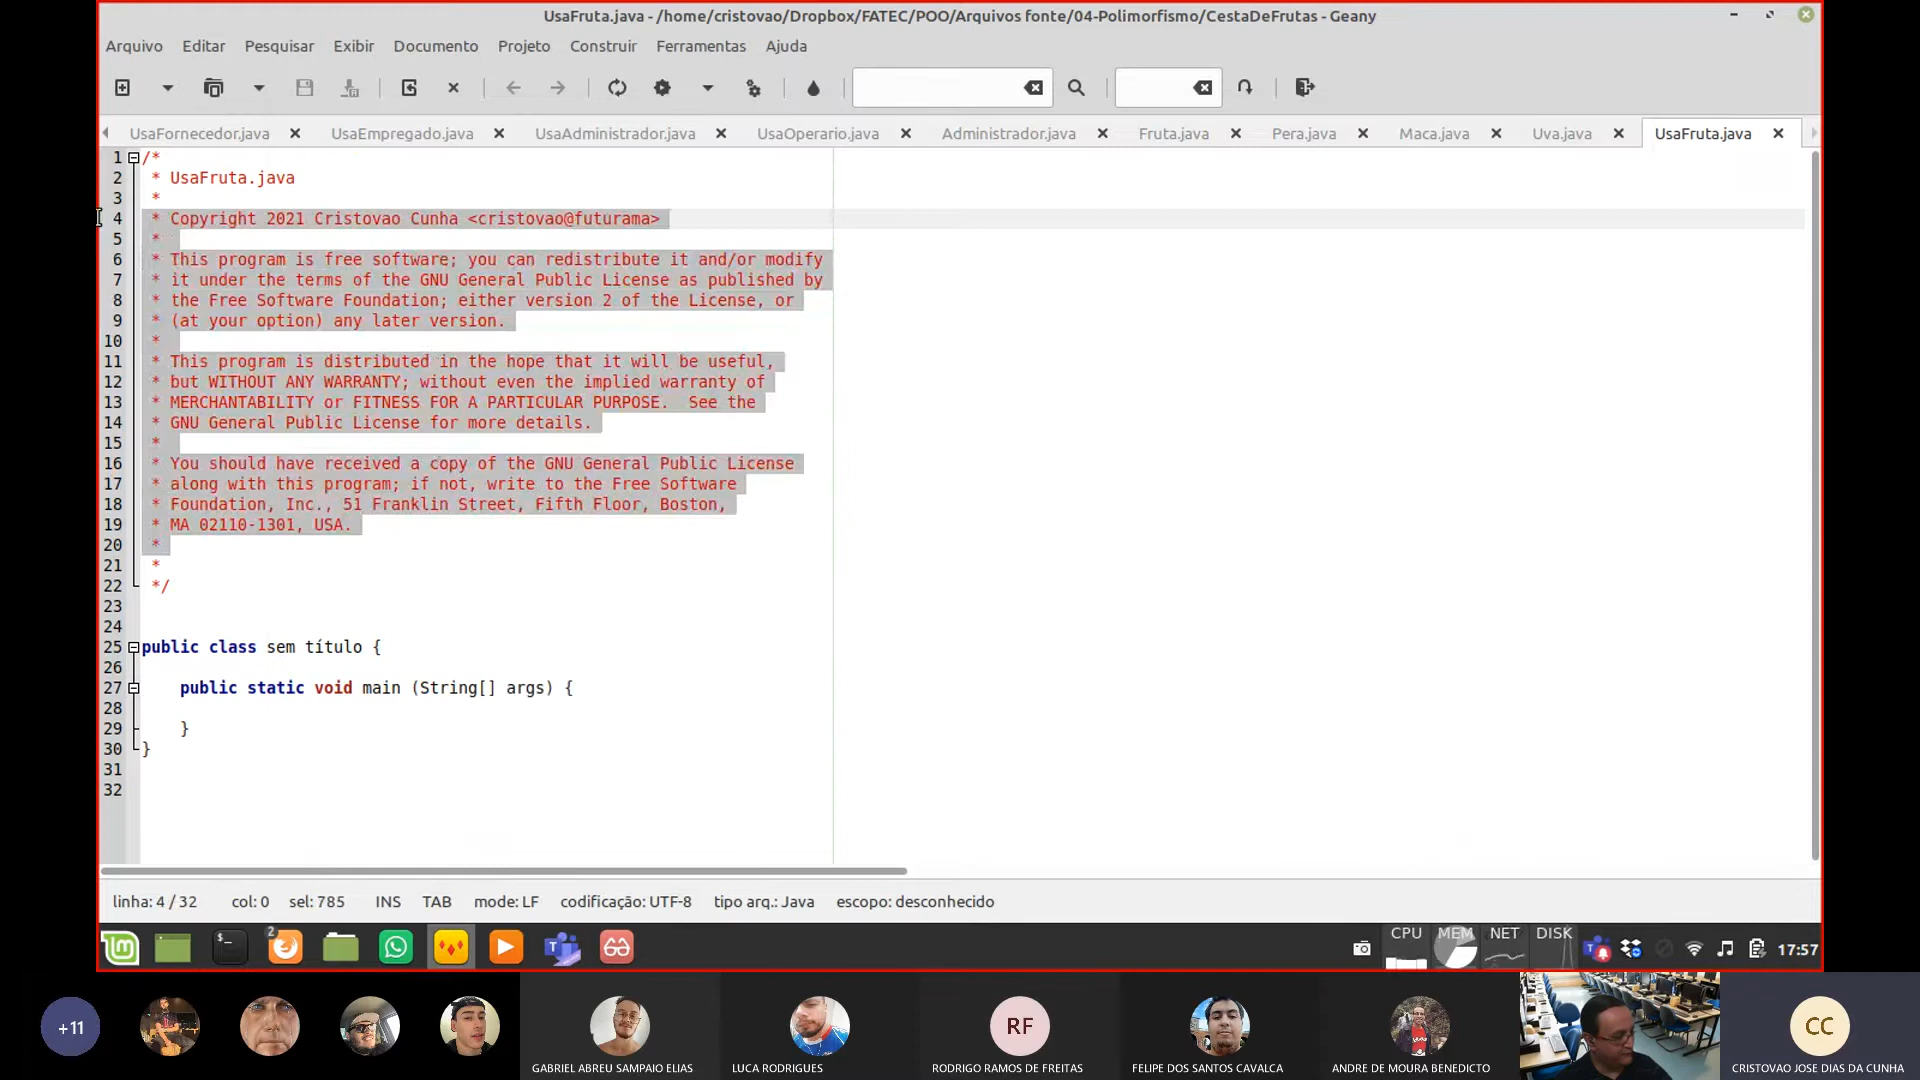 UsaFruta.java - /home/cristovao/Dropbox/FATEC/POO/Arquivos fonte/04-Polimorfismo/CestaDeFrutas - Geany
Arquivo Editar Pesquisar Exibir Documento Projeto Construir Ferramentas Ajuda
UsaFornecedor.java UsaEmpregado.java UsaAdministrador.java UsaOperario.java Administrador.java Fruta.java Pera.java Maca.java Uva.java UsaFruta.java
1 /*
2 * UsaFruta.java
3 *
4 * Copyright 2021 Cristovao Cunha <cristovao@futurama>
5 *
6 * This program is free software; you can redistribute it and/or modify
7 * it under the terms of the GNU General Public License as published by
8 * the Free Software Foundation; either version 2 of the License, or
9 * (at your option) any later version.
10 *
11 * This program is distributed in the hope that it will be useful,
12 * but WITHOUT ANY WARRANTY; without even the implied warranty of
13 * MERCHANTABILITY or FITNESS FOR A PARTICULAR PURPOSE.  See the
14 * GNU General Public License for more details.
15 *
16 * You should have received a copy of the GNU General Public License
17 * along with this program; if not, write to the Free Software
18 * Foundation, Inc., 51 Franklin Street, Fifth Floor, Boston,
19 * MA 02110-1301, USA.
20 *
21 *
22 */
23
24
25 public class sem título {
26
27 public static void main (String[] args) {
28
29 }
30 }
31
32
linha: 4 / 32 col: 0 sel: 785 INS TAB mode: LF codificação: UTF-8 tipo arq.: Java escopo: desconhecido
2 CPU MEM NET DISK 17:57
+11 RF CC
GABRIEL ABREU SAMPAIO ELIAS LUCA RODRIGUES RODRIGO RAMOS DE FREITAS FELIPE DOS SANTOS CAVALCA ANDRE DE MOURA BENEDICTO CRISTOVAO JOSE DIAS DA CUNHA